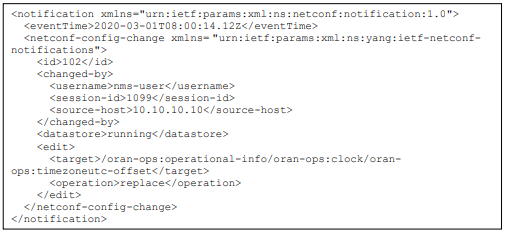 <notification xmlns="urn:ietf:params:xml:ns:netconf:notification:1.0">
<eventTime>2020-03-01T08:00:14.12Z</eventTime>
<netconf-config-change xmlns="urn:ietf:params:xml:ns:yang:ietf-netconf-
notifications">
<id>102</id>
<changed-by>
<username>nms-user</username>
<session-id>1099</session-id>
<source-host>10.10.10.10</source-host>
</changed-by>
<datastore>running</datastore>
<edit>
<target>/oran-ops:operational-info/oran-ops:clock/oran-
ops:timezoneutc-offset</target>
<operation>replace</operation>
</edit>
</netconf-config-change>
</notification>